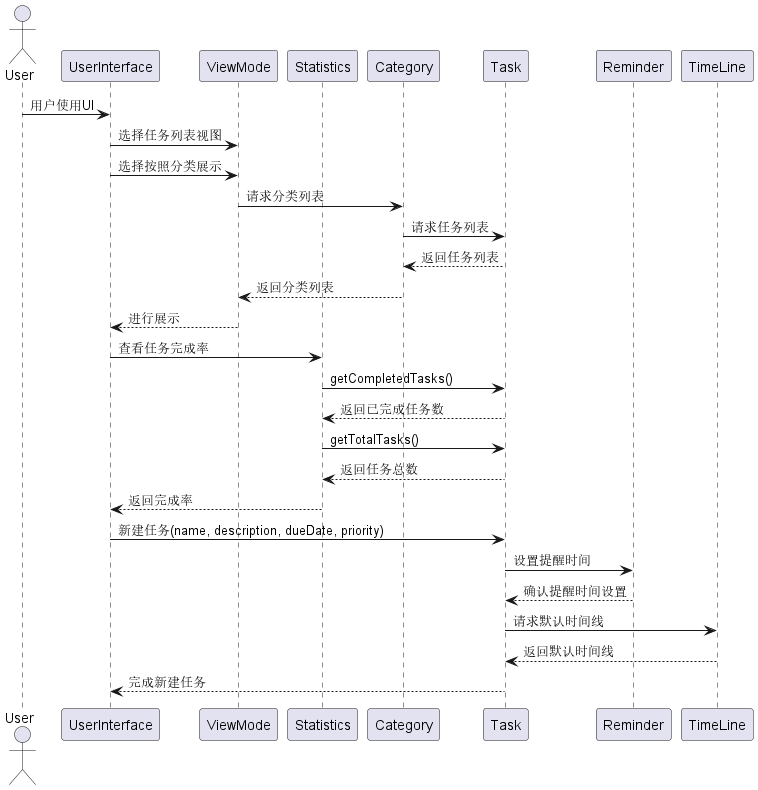 User
UserInterface
ViewMode
Statistics
Category
Task
Reminder
TimeLine
用户使用UI
选择任务列表视图
选择按照分类展示
请求分类列表
请求任务列表
返回任务列表
返回分类列表
进行展示
查看任务完成率
getCompletedTasks()
返回已完成任务数
getTotalTasks()
返回任务总数
返回完成率
新建任务(name, description, dueDate, priority)
设置提醒时间
确认提醒时间设置
请求默认时间线
返回默认时间线
完成新建任务
User
UserInterface
ViewMode
Statistics
Category
Task
Reminder
TimeLine